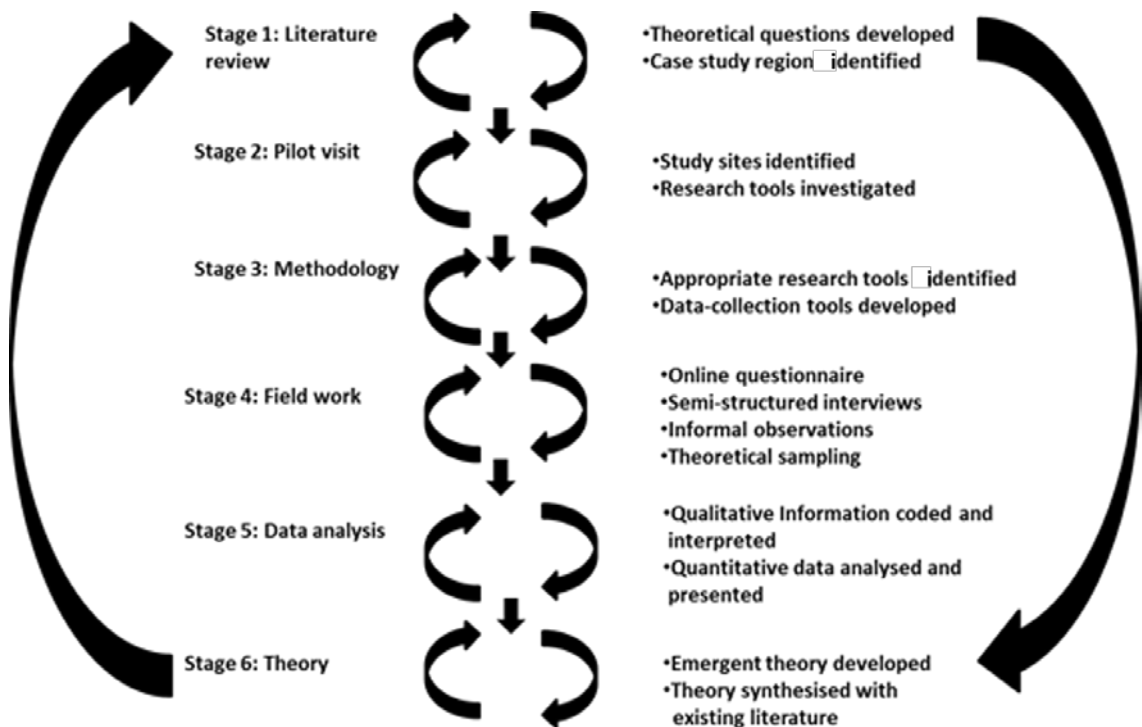 Stage 1: Literature
review
•Theoretical questions developed
•Case study region identified
Stage 2: Pilot visit
•Study sites identified
•Research tools investigated
Stage 3: Methodology
•Appropriate research tools identified
•Data-collection tools developed
Stage 4: Field work
•Online questionnaire
•Semi-structured interviews
•Informal observations
•Theoretical sampling
Stage 5: Data analysis
•Qualitative Information coded and
interpreted
•Quantitative data analysed and
presented
Stage 6: Theory
•Emergent theory developed
•Theory synthesised with
existing literature